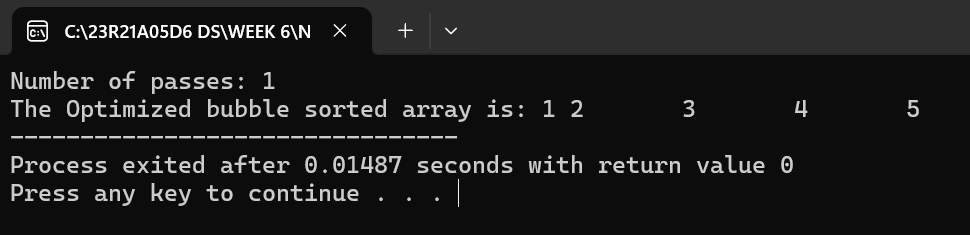 C:\23R21A05D6 DS\WEEK 6\N
Number of passes: 1
The Optimized bubble sorted array is: 1 2       3       4       5
--------------------------------
Process exited after 0.01487 seconds with return value 0
Press any key to continue . . .